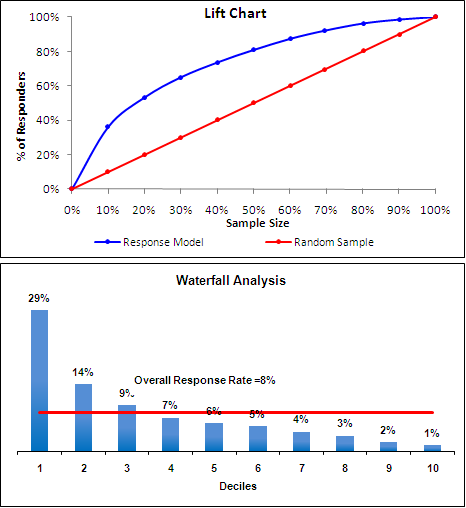 Lift Chart
100%
80%
60%
40%
20%
0%
% of Responders
0% 10% 20% 30% 40% 50% 60% 70% 80% 90% 100%
Sample Size
Response Model Random Sample
Waterfall Analysis
29%
14%
9%
7%
6%
5%
4%
3%
2%
1%
Overall Response Rate =8%
1 2 3 4 5 6 7 8 9 10
Deciles